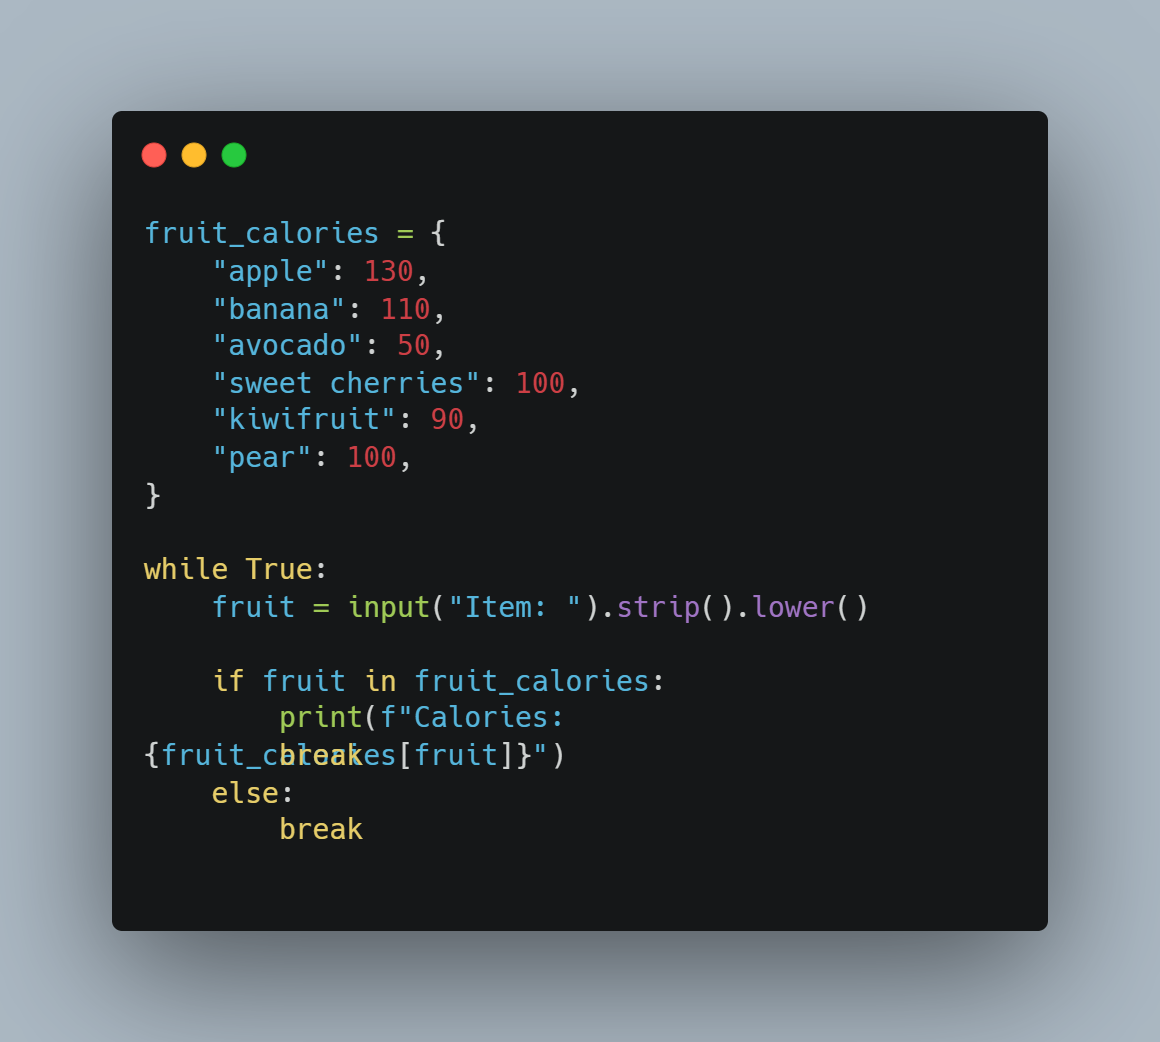 fruit_calories = {
    "apple": 130,
    "banana": 110,
    "avocado": 50,
    "sweet cherries": 100,
    "kiwifruit": 90,
    "pear": 100,
}

while True:
    fruit = input("Item: ").strip().lower()

    if fruit in fruit_calories:
        print(f"Calories:
{fruit_calories[fruit]}")
        break
    else:
        break